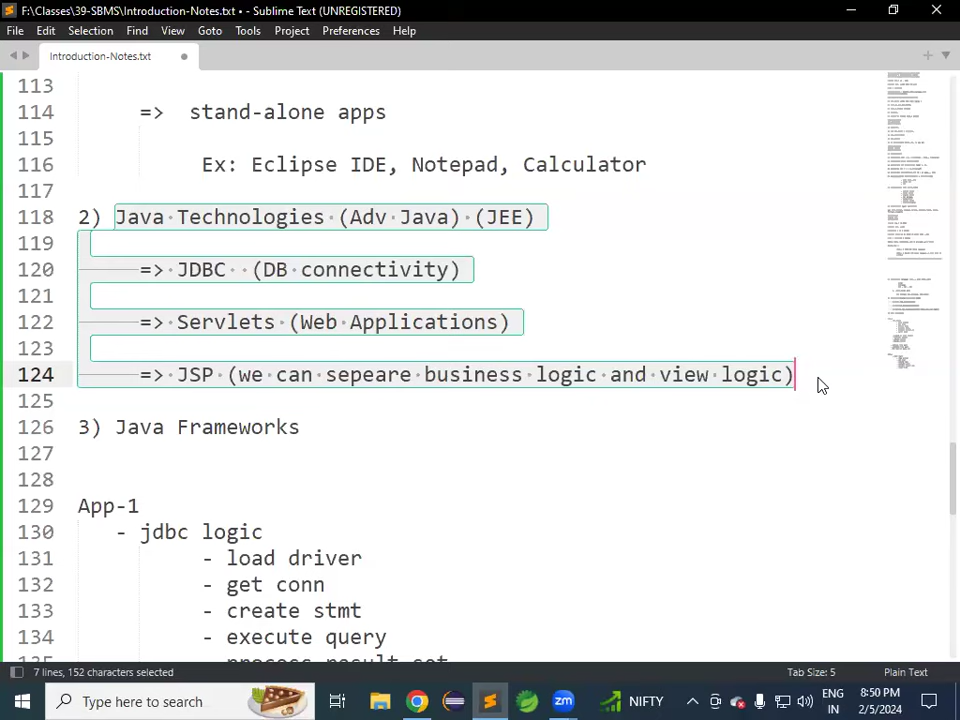 F:\Classes\39-SBMS\Introduction-Notes.txt • - Sublime Text (UNREGISTERED)
File Edit Selection Find View Goto Tools Project Preferences Help
Introduction-Notes.txt
113
114 => stand-alone apps
115
116 Ex: Eclipse IDE, Notepad, Calculator
117
118 2) Java Technologies (Adv Java) (JEE)
119
120 => JDBC (DB connectivity)
121
122 => Servlets (Web Applications)
123
124 => JSP (we can sepeare business logic and view logic)
125
126 3) Java Frameworks
127
128
129 App-1
130 - jdbc logic
131 - load driver
132 - get conn
133 - create stmt
134 - execute query
135 - process result set
7 lines, 152 characters selected Tab Size: 5 Plain Text
Type here to search NIFTY ENG IN 8:50 PM 2/5/2024